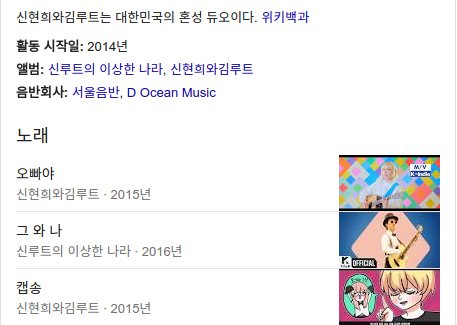 신현희와김루트는 대한민국의 혼성 듀오이다. 위키백과
활동 시작일: 2014년
앨범: 신루트의 이상한 나라, 신현희와김루트
음반회사: 서울음반, D Ocean Music
노래
오빠야
신현희와김루트 · 2015년
M/V
K-indie
그 와 나
신루트의 이상한 나라 · 2016년
K
OFFICIAL
캡송
신현희와김루트 · 2015년